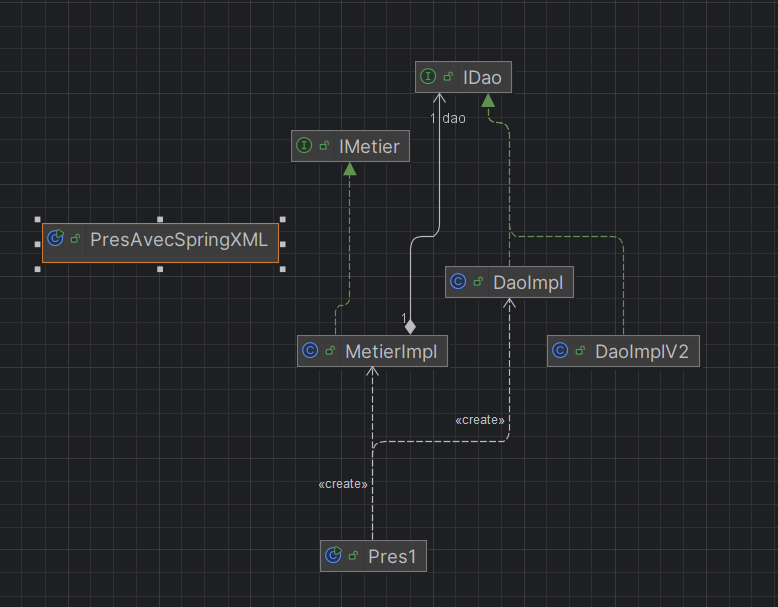 IDao
1 dao
IMetier
PresAvecSpringXML
DaoImpl
1
MetierImpl
DaoImplV2
«create»
«create»
Pres1